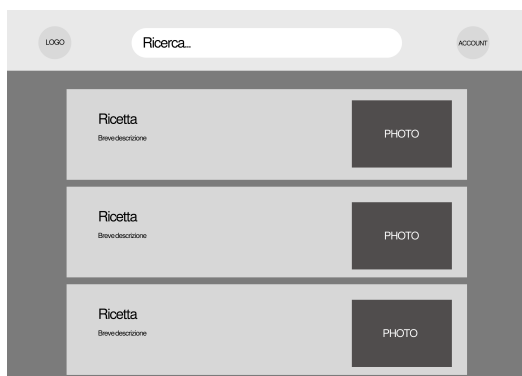 LOGO
Ricerca...
ACCOUNT
Ricetta
Breve descrizione
PHOTO
Ricetta
Breve descrizione
PHOTO
Ricetta
Breve descrizione
PHOTO